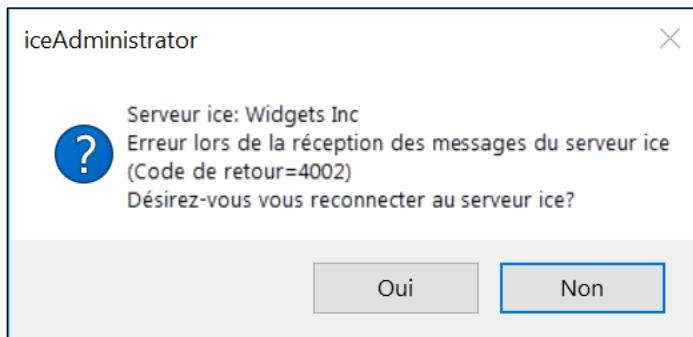 iceAdministrator
Serveur ice: Widgets Inc
Erreur lors de la réception des messages du serveur ice
(Code de retour=4002)
Désirez-vous vous reconnecter au serveur ice?
Oui
Non